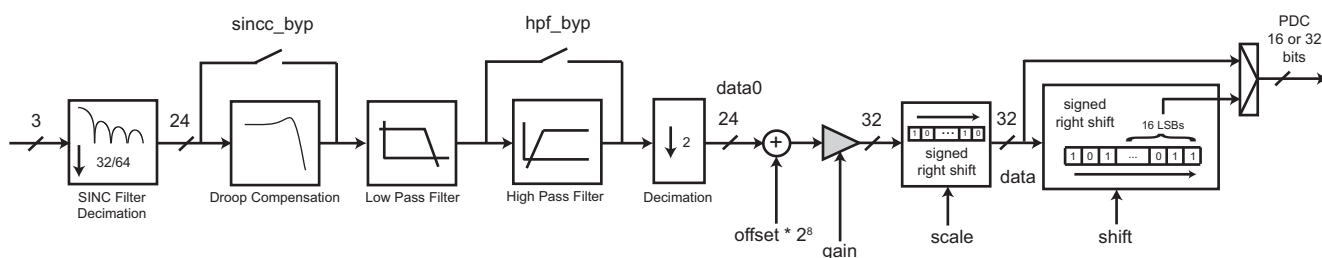 sincc_byp
hpf_byp
PDC
16 or 32
bits
3
24
data0
24
32
32
32/64
2
1 0 ... 1 0
signed
right shift
data
signed
right shift
16 LSBs
1 0 1 ... 0 1 1
SINC Filter
Decimation
Droop Compensation
Low Pass Filter
High Pass Filter
Decimation
offset * 2⁸
gain
scale
shift